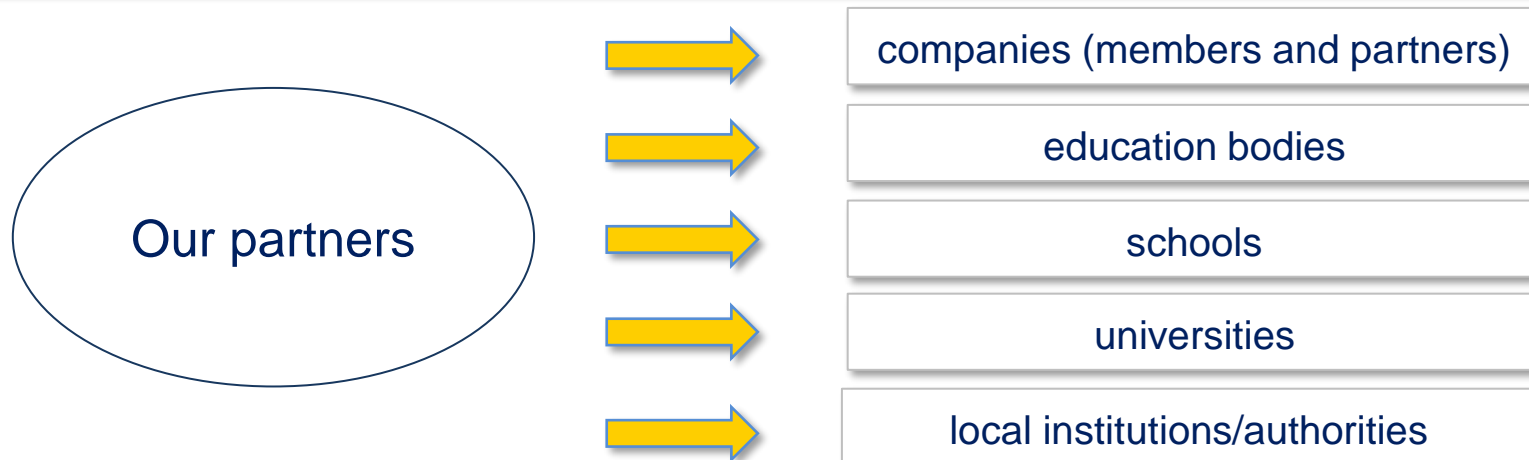 Our partners
companies (members and partners)
education bodies
schools
universities
local institutions/authorities